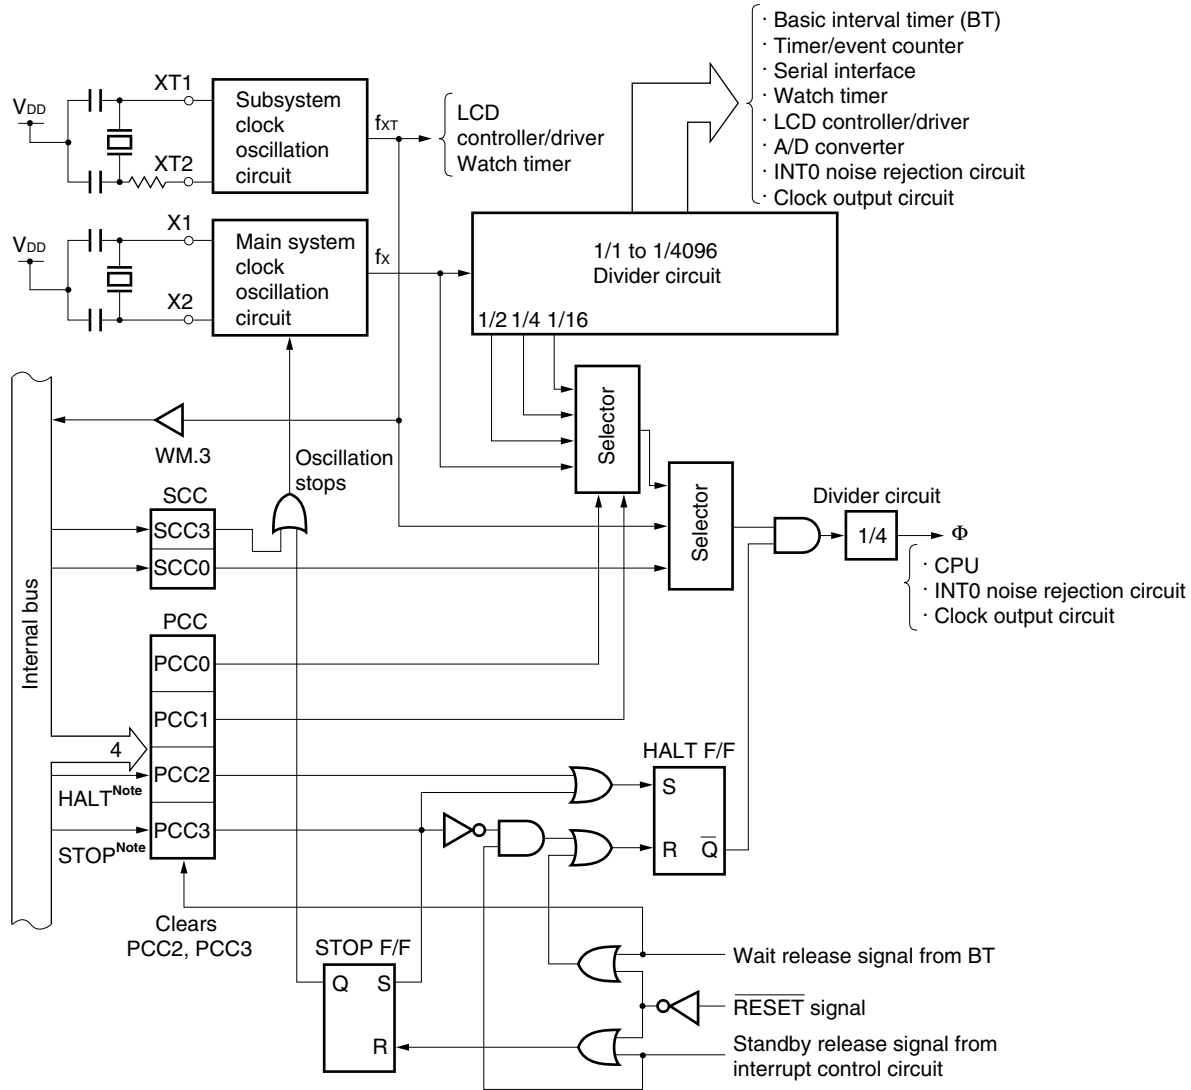 · Basic interval timer (BT)
· Timer/event counter
· Serial interface
· Watch timer
· LCD controller/driver
· A/D converter
· INT0 noise rejection circuit
· Clock output circuit
VDD
XT1
XT2
Subsystem
clock
oscillation
circuit
fXT
LCD
controller/driver
Watch timer
VDD
X1
X2
Main system
clock
oscillation
circuit
fX
1/1 to 1/4096
Divider circuit
1/2 1/4 1/16
Selector
WM.3
Oscillation
stops
Selector
Divider circuit
1/4
Φ
· CPU
· INT0 noise rejection circuit
· Clock output circuit
Internal bus
SCC
SCC3
SCC0
PCC
PCC0
PCC1
4
PCC2
HALT Note
PCC3
STOP Note
HALT F/F
S
R Q̅
Clears
PCC2, PCC3
STOP F/F
Q S
R
Wait release signal from BT
R̅E̅S̅E̅T̅ signal
Standby release signal from
interrupt control circuit